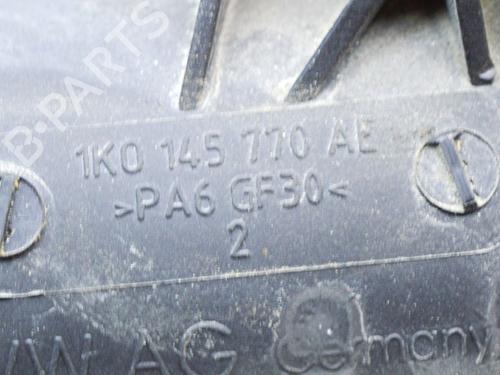 B-PARTS
1K0 145 770 AE
>PA6 GF30<
2
VW AG Germany